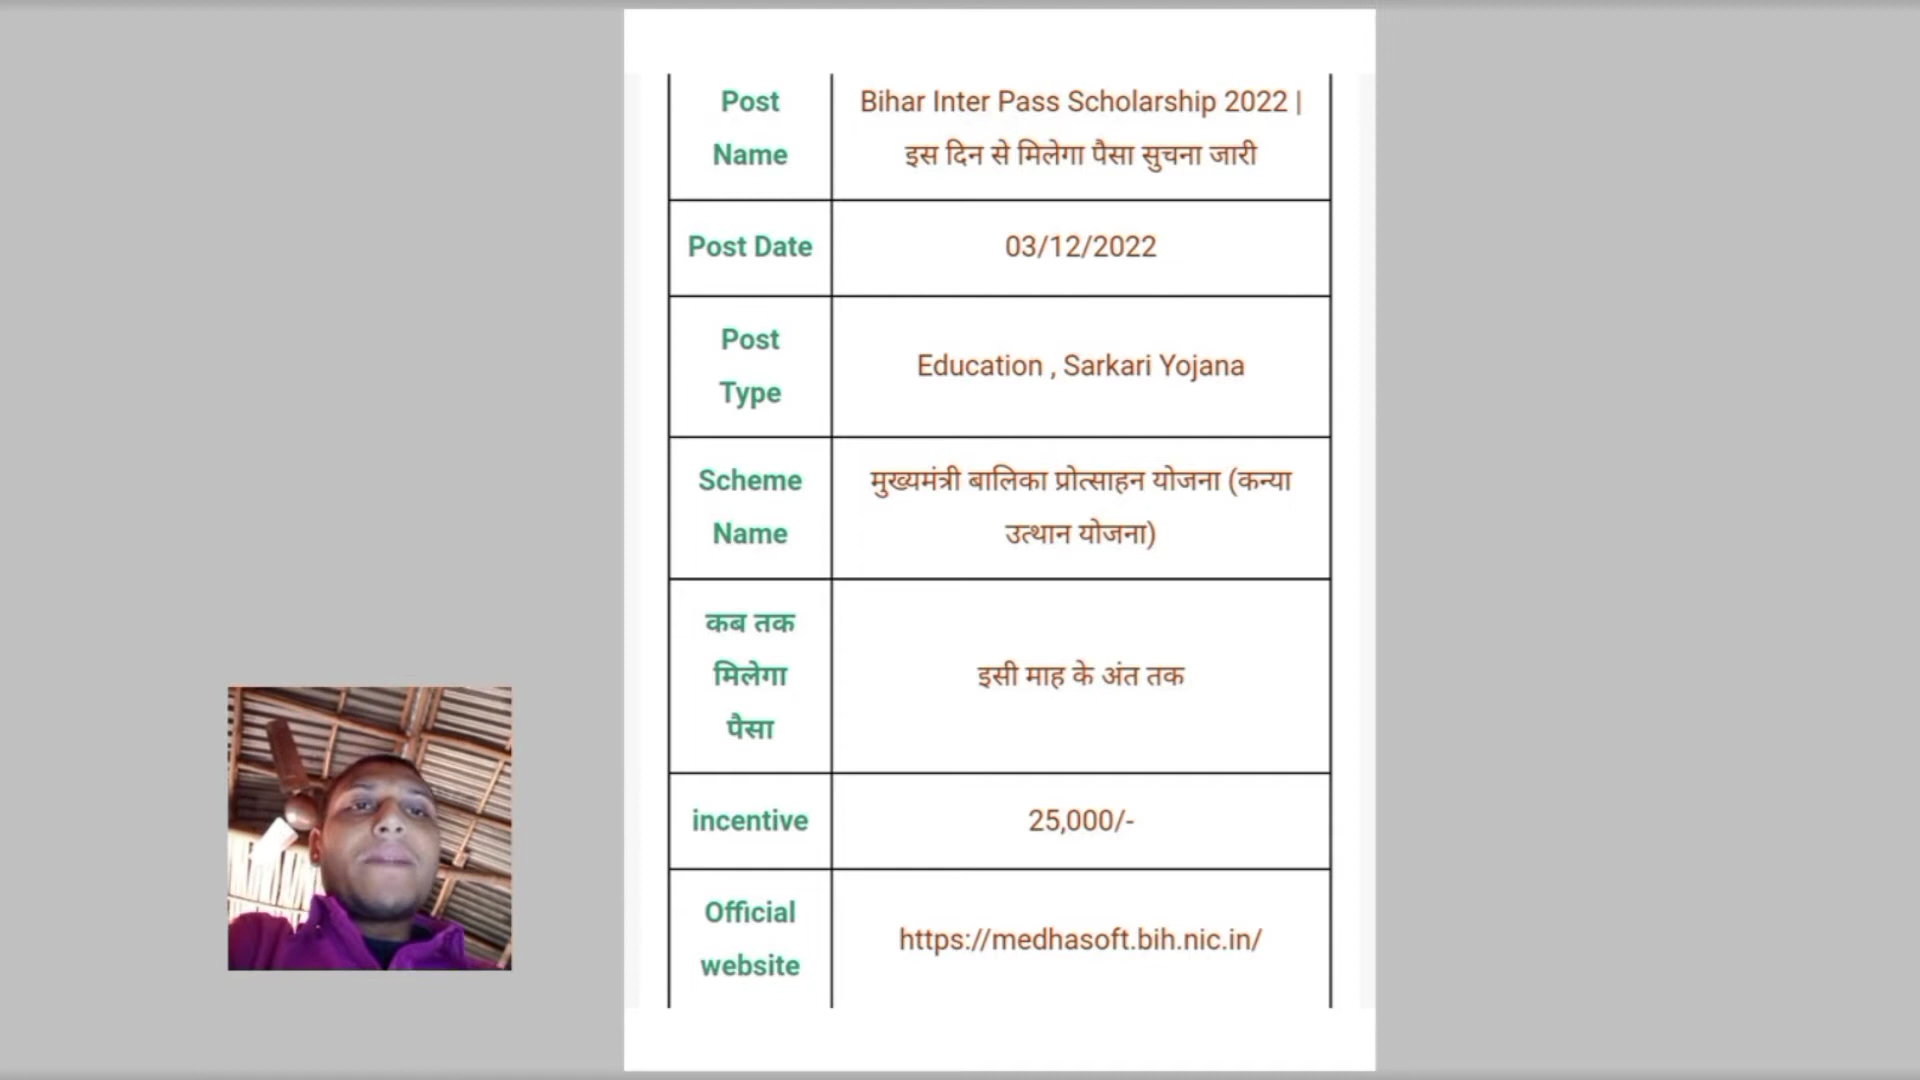 Post
Name
Bihar Inter Pass Scholarship 2022 |
इस दिन से मिलेगा पैसा सुचना जारी
Post Date
03/12/2022
Post
Type
Education , Sarkari Yojana
Scheme
Name
मुख्यमंत्री बालिका प्रोत्साहन योजना (कन्या
उत्थान योजना)
कब तक
मिलेगा
पैसा
इसी माह के अंत तक
incentive
25,000/-
Official
website
https://medhasoft.bih.nic.in/